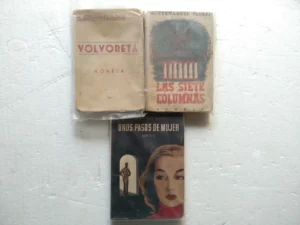 VOLVORETA
NOVELA
W. FERNANDEZ FLOREZ
LAS SIETE
COLUMNAS
UNOS PASOS DE MUJER